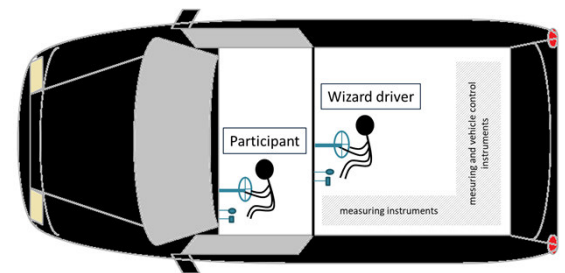 Wizard driver
Participant
mesuring and vehicle control
instruments
measuring instruments